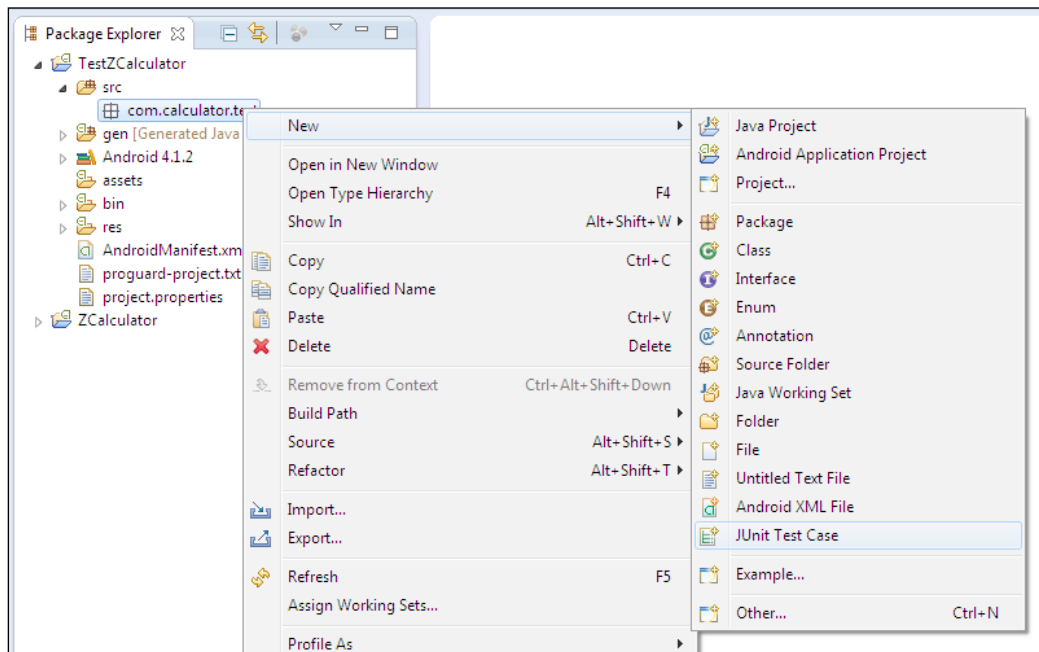 Package Explorer
TestZCalculator
src
com.calculator.te
gen [Generated Java
Android 4.1.2
assets
bin
res
AndroidManifest.xm
proguard-project.txt
project.properties
ZCalculator
New
Open in New Window
Open Type Hierarchy F4
Show In Alt+Shift+W
Copy Ctrl+C
Copy Qualified Name
Paste Ctrl+V
Delete Delete
Remove from Context Ctrl+Alt+Shift+Down
Build Path
Source Alt+Shift+S
Refactor Alt+Shift+T
Import...
Export...
Refresh F5
Assign Working Sets...
Profile As
Java Project
Android Application Project
Project...
Package
Class
Interface
Enum
Annotation
Source Folder
Java Working Set
Folder
File
Untitled Text File
Android XML File
JUnit Test Case
Example...
Other... Ctrl+N